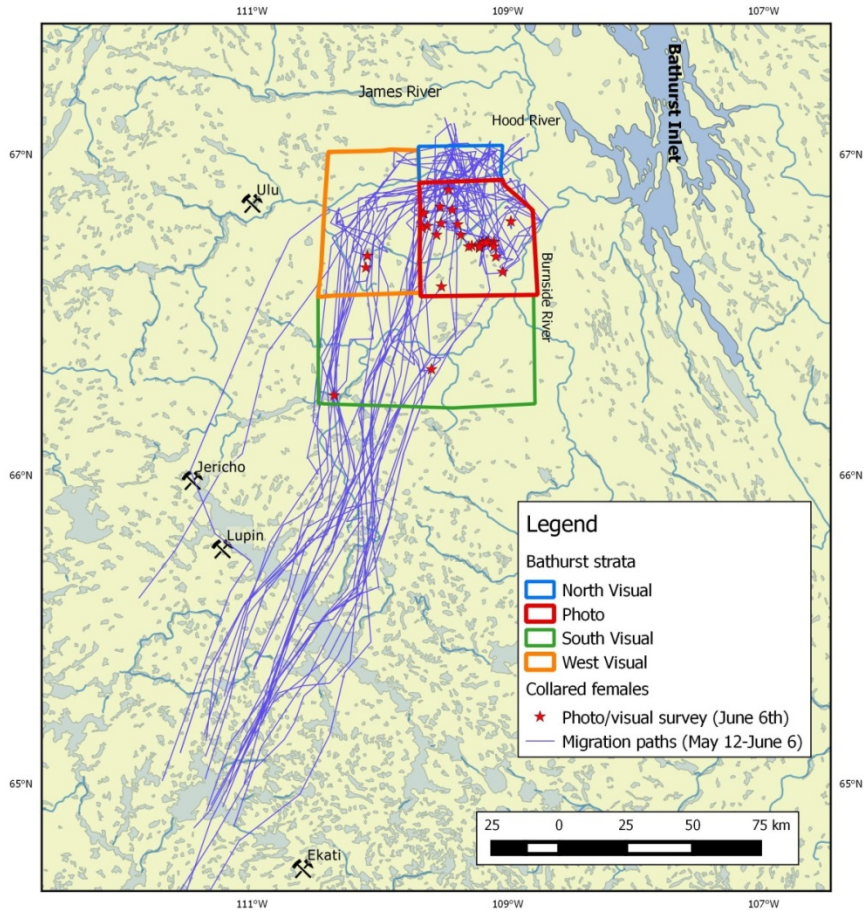 111°W 109°W 107°W
James River
Hood River
Bathurst Inlet
67°N 67°N
Ulu
Burnside River
66°N 66°N
Jericho
Lupin
Legend
Bathurst strata
North Visual
Photo
South Visual
West Visual
Collared females
Photo/visual survey (June 6th)
Migration paths (May 12-June 6)
65°N 65°N
25 0 25 50 75 km
Ekati
111°W 109°W 107°W